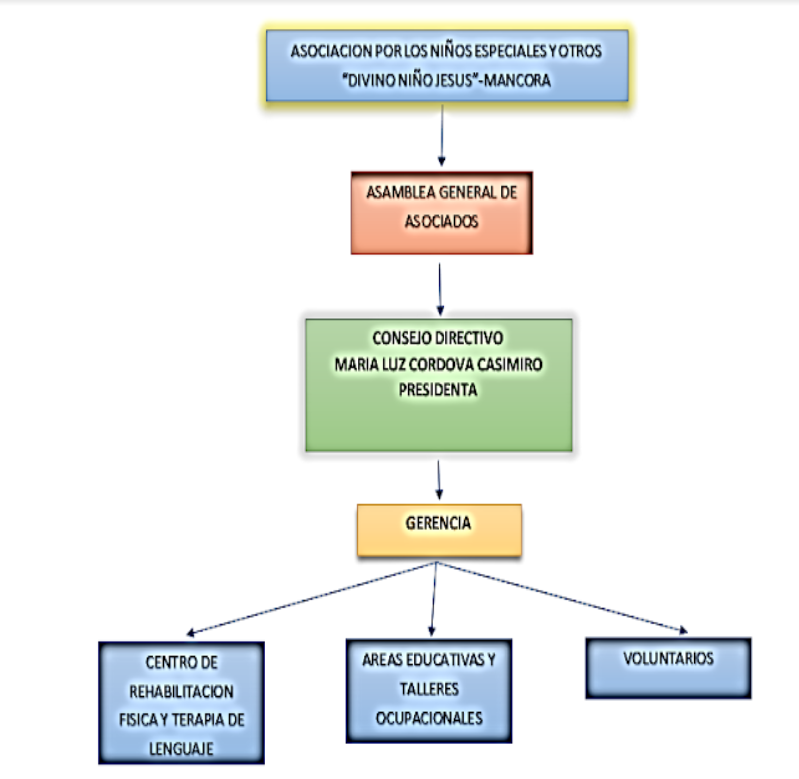 ASOCIACION POR LOS NIÑOS ESPECIALES Y OTROS
"DIVINO NIÑO JESUS"-MANCORA
ASAMBLEA GENERAL DE
ASOCIADOS
CONSEJO DIRECTIVO
MARIA LUZ CORDOVA CASIMIRO
PRESIDENTA
GERENCIA
CENTRO DE
REHABILITACION
FISICA Y TERAPIA DE
LENGUAJE
AREAS EDUCATIVAS Y
TALLERES
OCUPACIONALES
VOLUNTARIOS